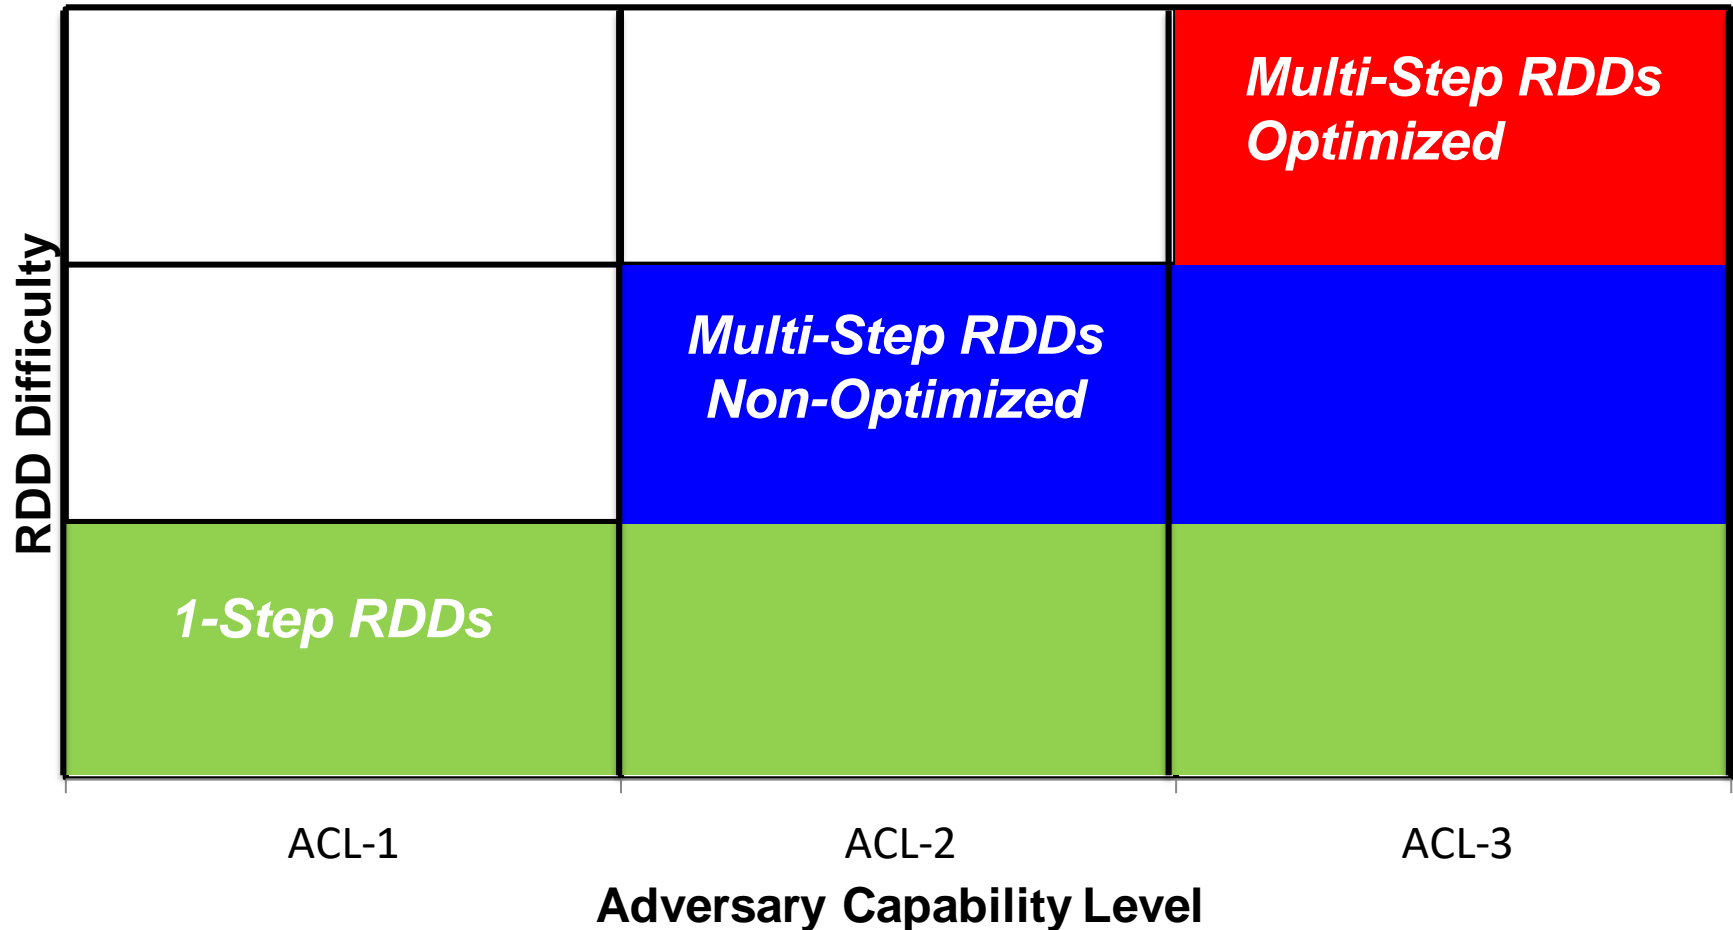 Multi-Step RDDs
Optimized
Multi-Step RDDs
Non-Optimized
1-Step RDDs
RDD Difficulty
ACL-1
ACL-2
ACL-3
Adversary Capability Level